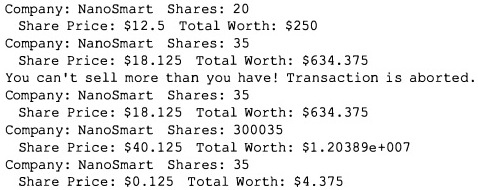 Company: NanoSmart  Shares: 20
  Share Price: $12.5  Total Worth: $250
Company: NanoSmart  Shares: 35
  Share Price: $18.125  Total Worth: $634.375
You can't sell more than you have! Transaction is aborted.
Company: NanoSmart  Shares: 35
  Share Price: $18.125  Total Worth: $634.375
Company: NanoSmart  Shares: 300035
  Share Price: $40.125  Total Worth: $1.20389e+007
Company: NanoSmart  Shares: 35
  Share Price: $0.125  Total Worth: $4.375